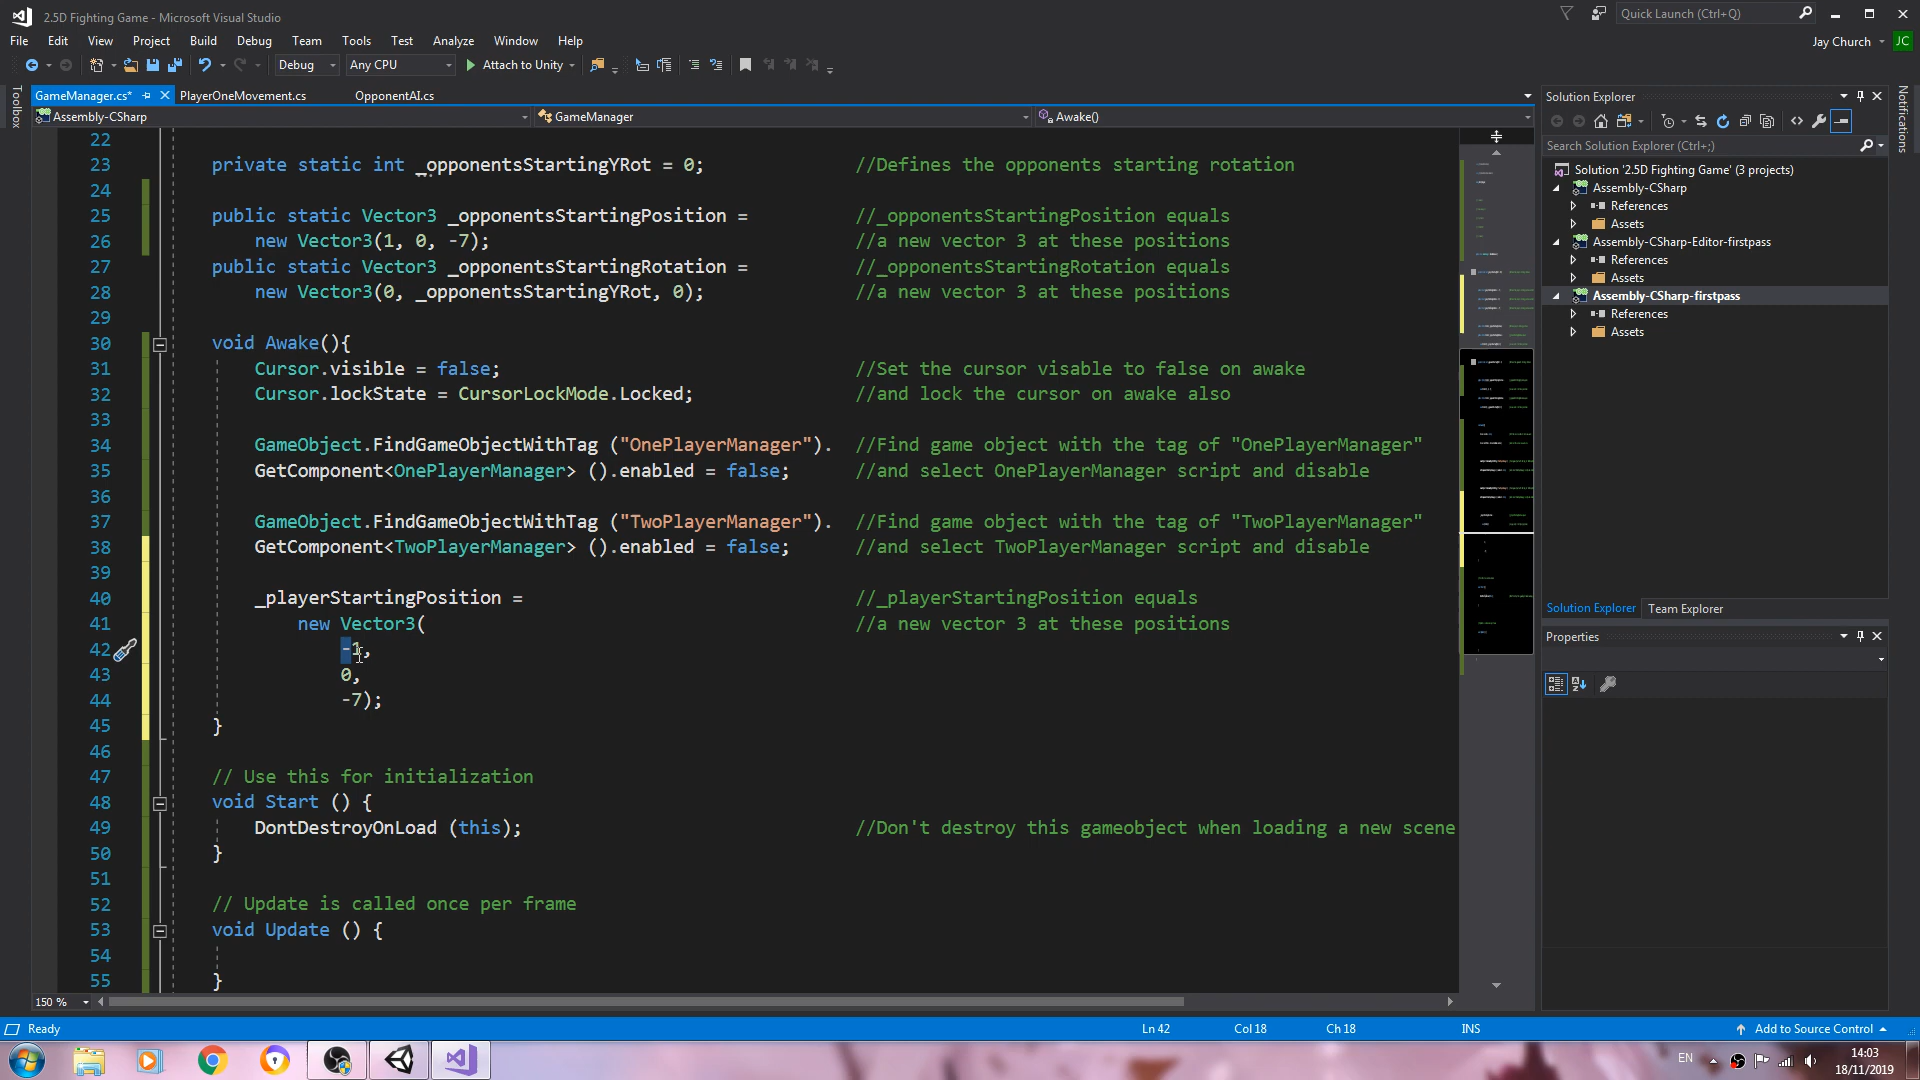 2.5D Fighting Game - Microsoft Visual Studio
Quick Launch (Ctrl+Q)
File Edit View Project Build Debug Team Tools Test Analyze Window Help
Jay Church JC
Debug Any CPU Attach to Unity
GameManager.cs* PlayerOneMovement.cs OpponentAI.cs
Assembly-CSharp GameManager Awake()
Toolbox
22
23 private static int _opponentsStartingYRot = 0; //Defines the opponents starting rotation
24
25 public static Vector3 _opponentsStartingPosition = //_opponentsStartingPosition equals
26 new Vector3(1, 0, -7); //a new vector 3 at these positions
27 public static Vector3 _opponentsStartingRotation = //_opponentsStartingRotation equals
28 new Vector3(0, _opponentsStartingYRot, 0); //a new vector 3 at these positions
29
30 void Awake(){
31 Cursor.visible = false; //Set the cursor visable to false on awake
32 Cursor.lockState = CursorLockMode.Locked; //and lock the cursor on awake also
33
34 GameObject.FindGameObjectWithTag ("OnePlayerManager"). //Find game object with the tag of "OnePlayerManager"
35 GetComponent<OnePlayerManager> ().enabled = false; //and select OnePlayerManager script and disable
36
37 GameObject.FindGameObjectWithTag ("TwoPlayerManager"). //Find game object with the tag of "TwoPlayerManager"
38 GetComponent<TwoPlayerManager> ().enabled = false; //and select TwoPlayerManager script and disable
39
40 _playerStartingPosition = //_playerStartingPosition equals
41 new Vector3( //a new vector 3 at these positions
42 -1,
43 0,
44 -7);
45 }
46
47 // Use this for initialization
48 void Start () {
49 DontDestroyOnLoad (this); //Don't destroy this gameobject when loading a new scene
50 }
51
52 // Update is called once per frame
53 void Update () {
54
55 }
150 %
Solution Explorer
Search Solution Explorer (Ctrl+;)
Solution '2.5D Fighting Game' (3 projects)
Assembly-CSharp
References
Assets
Assembly-CSharp-Editor-firstpass
References
Assets
Assembly-CSharp-firstpass
References
Assets
Solution Explorer Team Explorer
Properties
Notifications
Ready Ln 42 Col 18 Ch 18 INS Add to Source Control
EN 14:03
18/11/2019